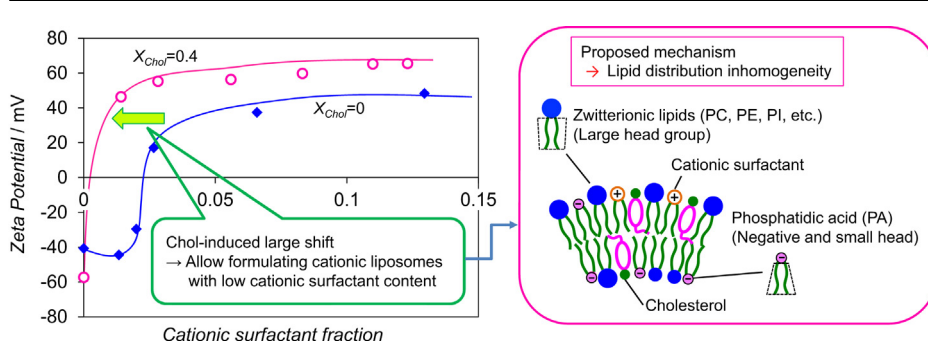 80
60
40
20
0
-20
-40
-60
-80
Zeta Potential / mV
X_Chol=0.4
X_Chol=0
0
0.05
0.1
0.15
Cationic surfactant fraction
Chol-induced large shift
→ Allow formulating cationic liposomes
with low cationic surfactant content
Proposed mechanism
→ Lipid distribution inhomogeneity
Zwitterionic lipids (PC, PE, PI, etc.)
(Large head group)
Cationic surfactant
+ +
Phosphatidic acid (PA)
(Negative and small head)
Cholesterol